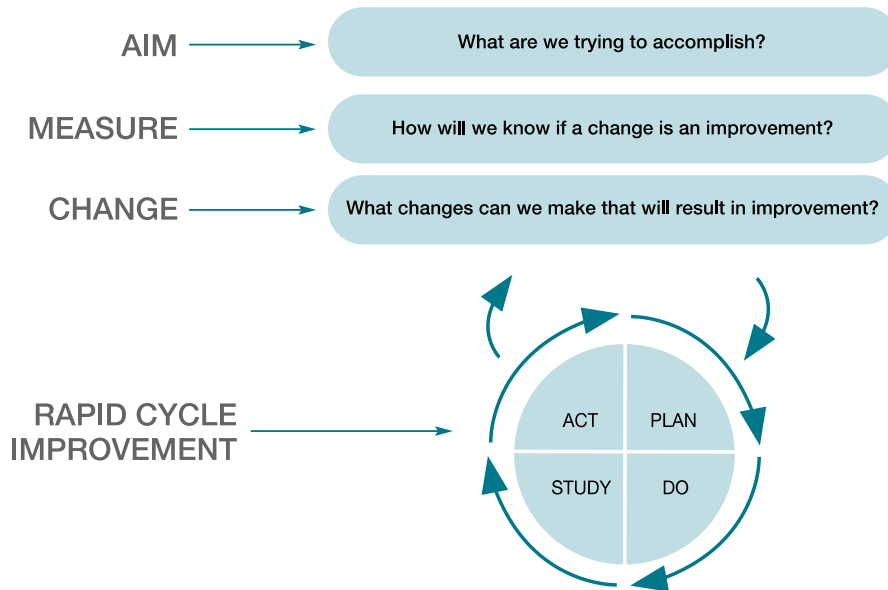 AIM
What are we trying to accomplish?
MEASURE
How will we know if a change is an improvement?
CHANGE
What changes can we make that will result in improvement?
RAPID CYCLE
IMPROVEMENT
ACT
PLAN
STUDY
DO